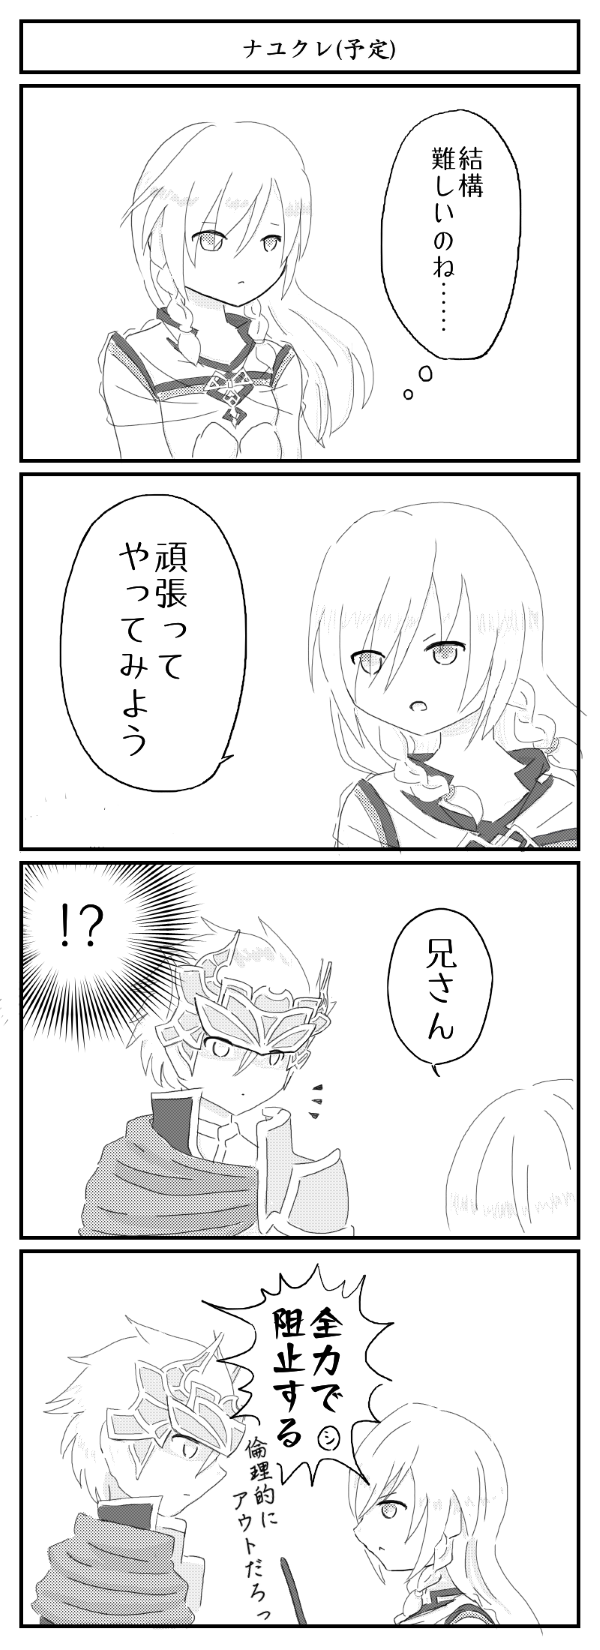 ナユクレ(予定)
結構
難しいのね……
頑張って
やってみよう
兄さん
!?
全力で
阻止する
シ
倫理的に
アウトだろっ